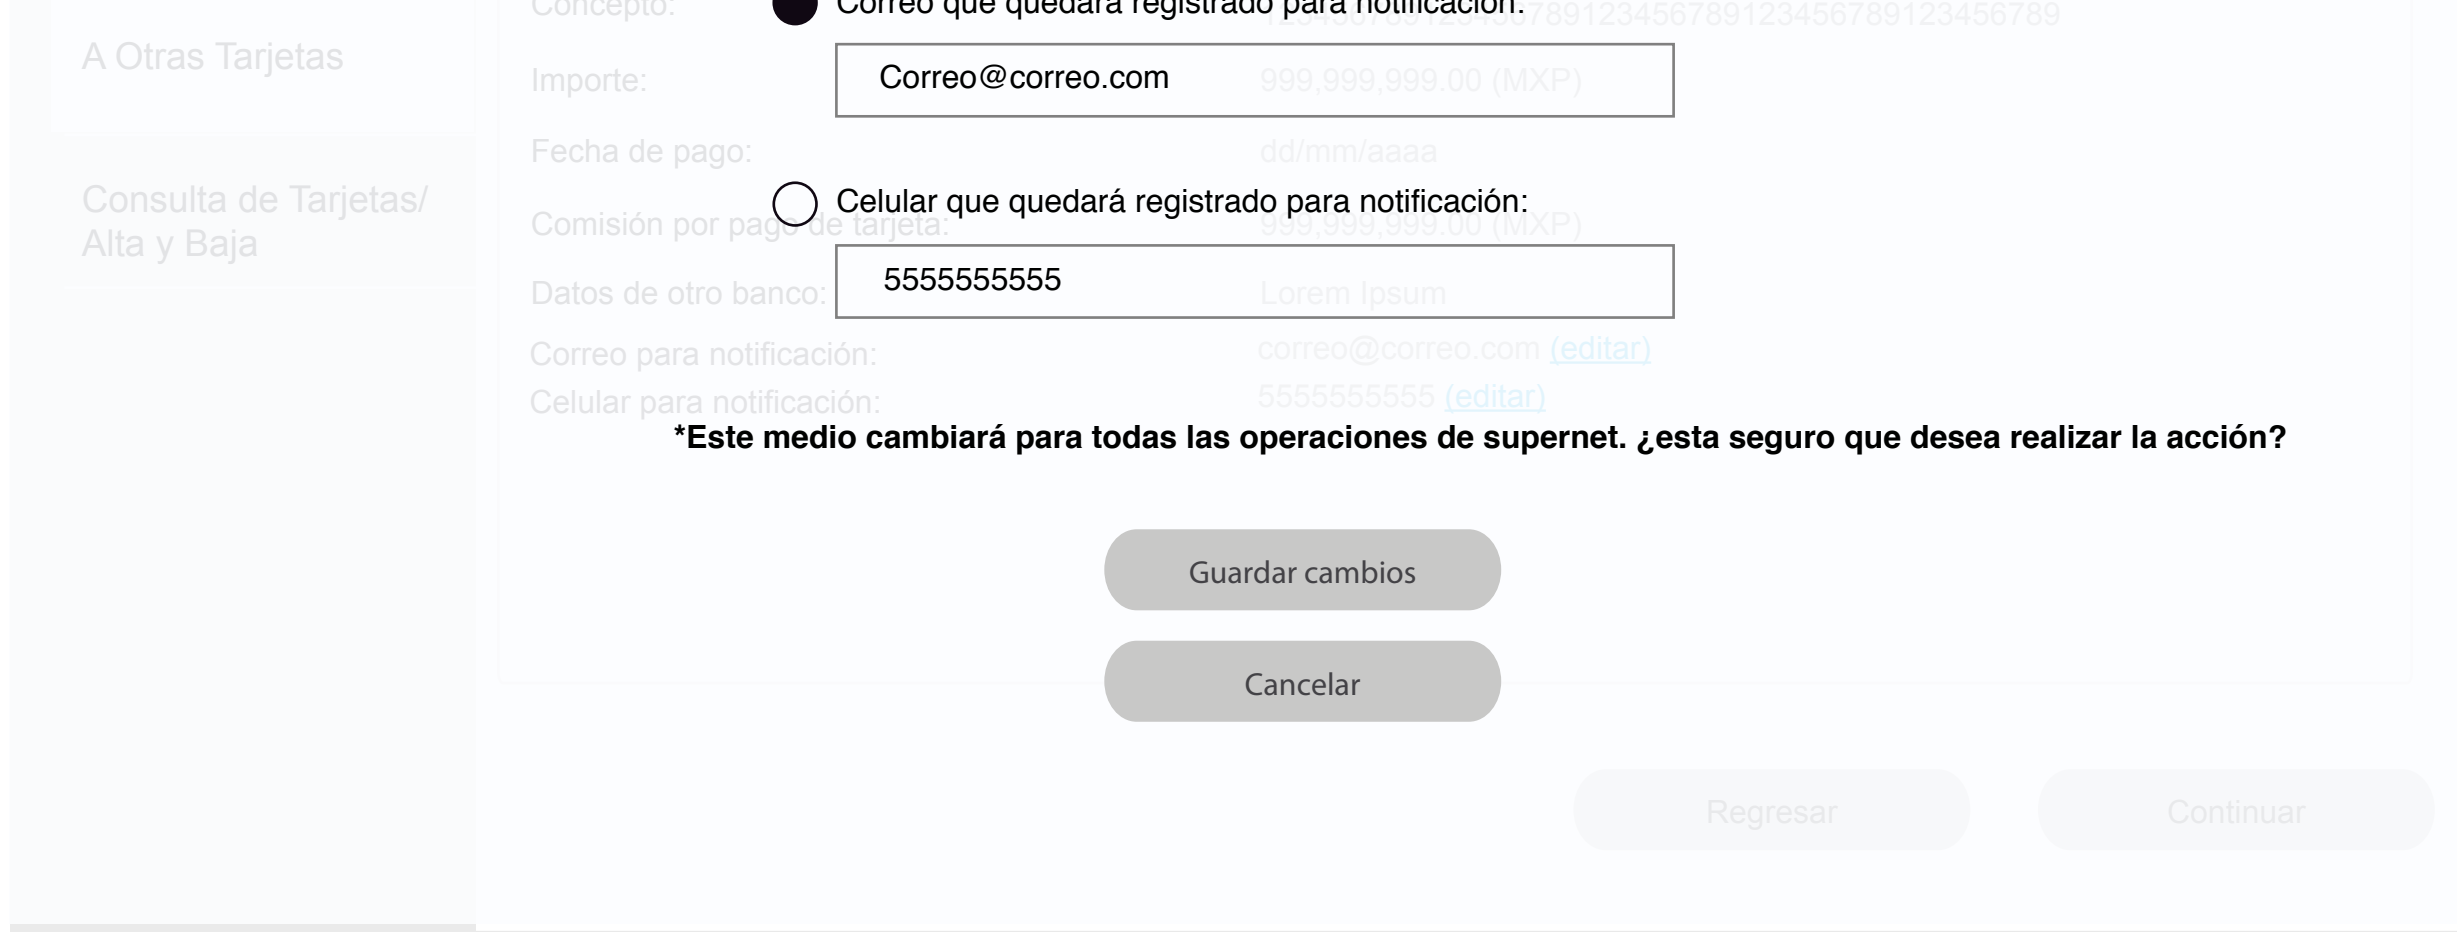 Concepto:
Correo que quedará registrado para notificación:
123456789123456789123456789123456789123456789
A Otras Tarjetas
Importe:
Correo@correo.com
999,999,999.00 (MXP)
Fecha de pago:
dd/mm/aaaa
Consulta de Tarjetas/
Alta y Baja
Celular que quedará registrado para notificación:
Comisión por pago de tarjeta:
999,999,999.00 (MXP)
5555555555
Datos de otro banco:
Lorem Ipsum
Correo para notificación:
correo@correo.com (editar)
Celular para notificación:
5555555555 (editar)
*Este medio cambiará para todas las operaciones de supernet. ¿esta seguro que desea realizar la acción?
Guardar cambios
Cancelar
Regresar
Continuar